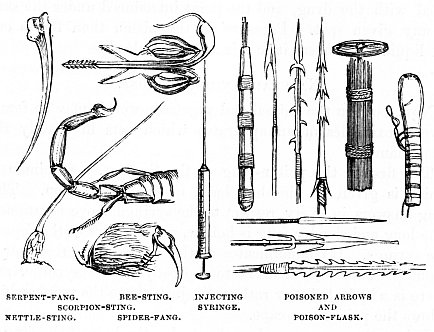 SERPENT-FANG. BEE-STING. INJECTING POISONED ARROWS
SCORPION-STING. SYRINGE. AND
NETTLE-STING. SPIDER-FANG. POISON-FLASK.